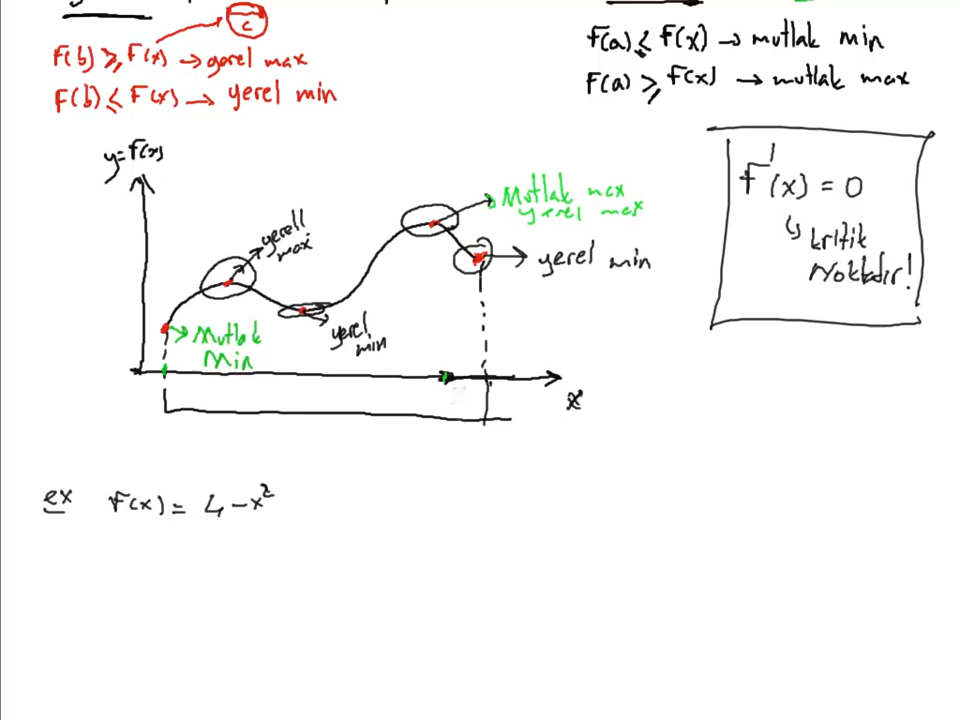 c
F(b) ≥ F(x) → yerel max
F(b) ≤ F(x) → yerel min
F(a) ≤ F(x) → mutlak min
F(a) ≥ F(x) → mutlak max
y=F(x)
yerell
max
yerel
min
Mutlak
Min
Mutlak max
yerel max
yerel min
x
F'(x) = 0
↳ kritik
noktadır!
ex F(x) = 4 - x²